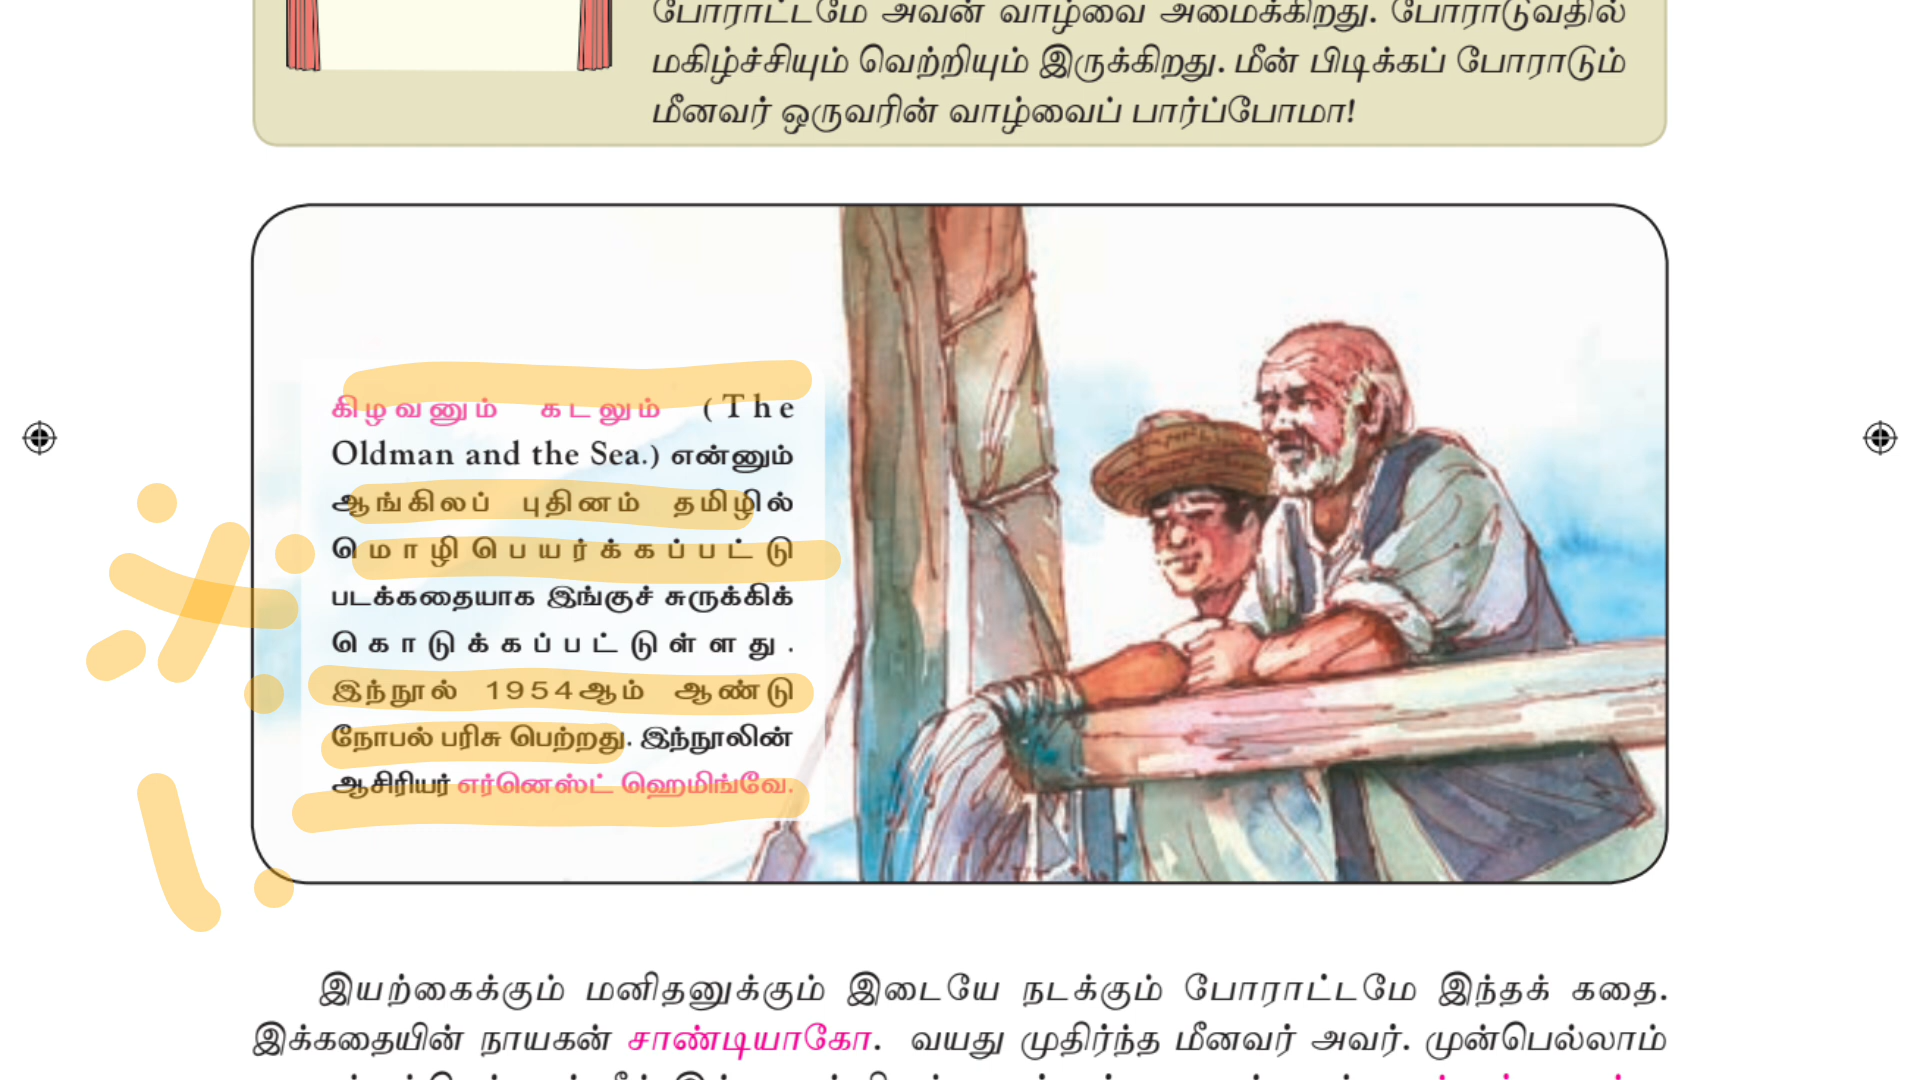 போராட்டமே அவன் வாழ்வை அமைக்கிறது. போராடுவதில்
மகிழ்ச்சியும் வெற்றியும் இருக்கிறது. மீன் பிடிக்கப் போராடும்
மீனவர் ஒருவரின் வாழ்வைப் பார்ப்போமா!
கிழவனும் கடலும் (The
Oldman and the Sea.) என்னும்
ஆங்கிலப் புதினம் தமிழில்
மொழிபெயர்க்கப்பட்டு
படக்கதையாக இங்குச் சுருக்கிக்
கொடுக்கப்பட்டுள்ளது.
இந்நூல் 1954ஆம் ஆண்டு
நோபல் பரிசு பெற்றது. இந்நூலின்
ஆசிரியர் எர்னெஸ்ட் ஹெமிங்வே.
இயற்கைக்கும் மனிதனுக்கும் இடையே நடக்கும் போராட்டமே இந்தக் கதை.
இக்கதையின் நாயகன் சாண்டியாகோ. வயது முதிர்ந்த மீனவர் அவர். முன்பெல்லாம்